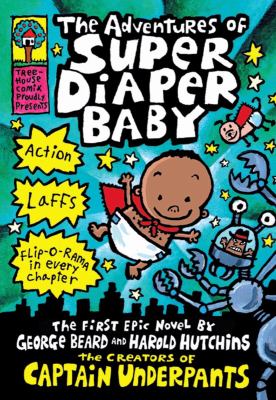 TREE-
HOUSE
COMIX
PROUDLY
PRESENTS
THE ADVENTURES OF
SUPER
DIAPER
BABY
Action
Laffs
Flip-O-Rama
in every
chapter
THE FIRST EPIC NOVEL BY
GEORGE BEARD AND HAROLD HUTCHINS
THE CREATORS OF
CAPTAIN UNDERPANTS